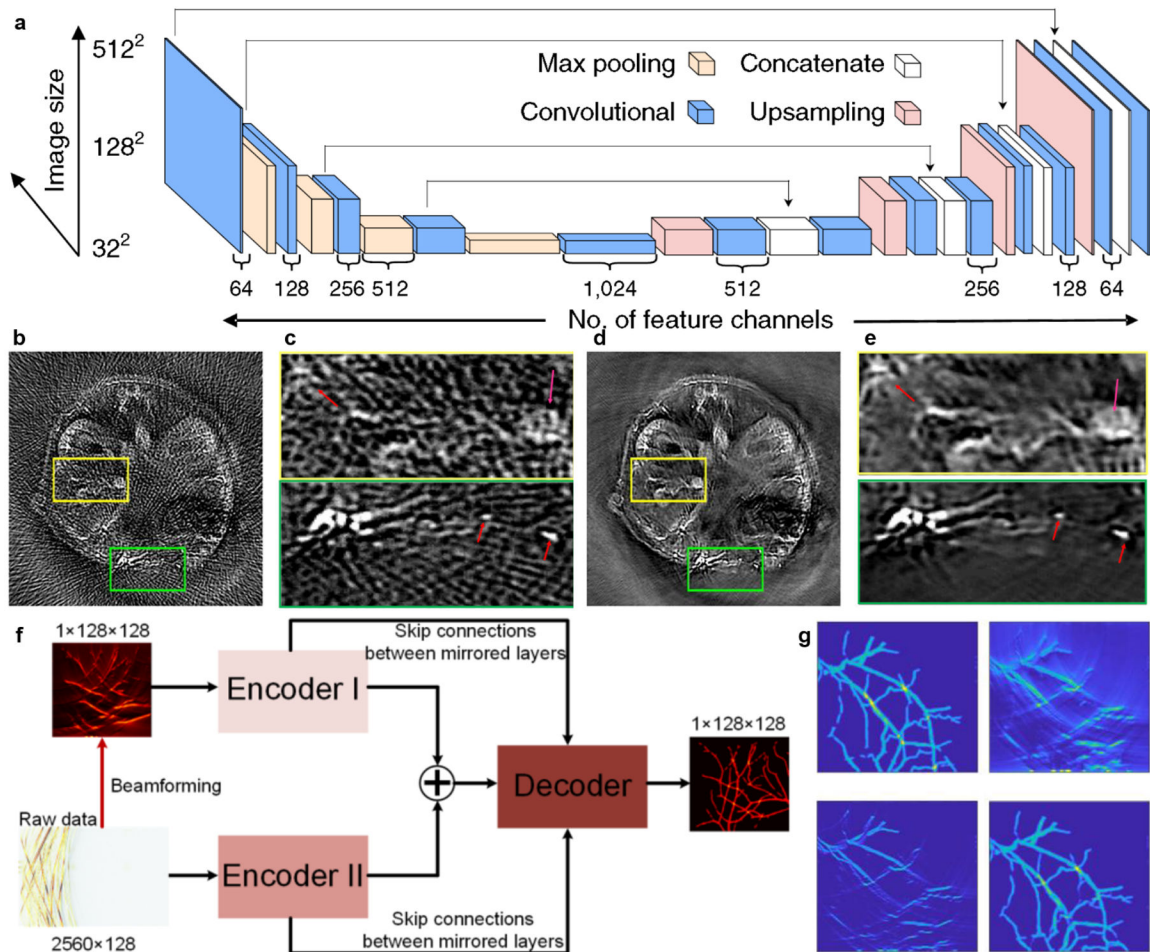 a
Image size
512²
128²
32²
Max pooling
Concatenate
Convolutional
Upsampling
64
128
256
512
1,024
512
256
128
64
No. of feature channels
b
c
d
e
f
1×128×128
Skip connections
between mirrored layers
Encoder I
Beamforming
Raw data
Decoder
1×128×128
Encoder II
2560×128
Skip connections
between mirrored layers
g